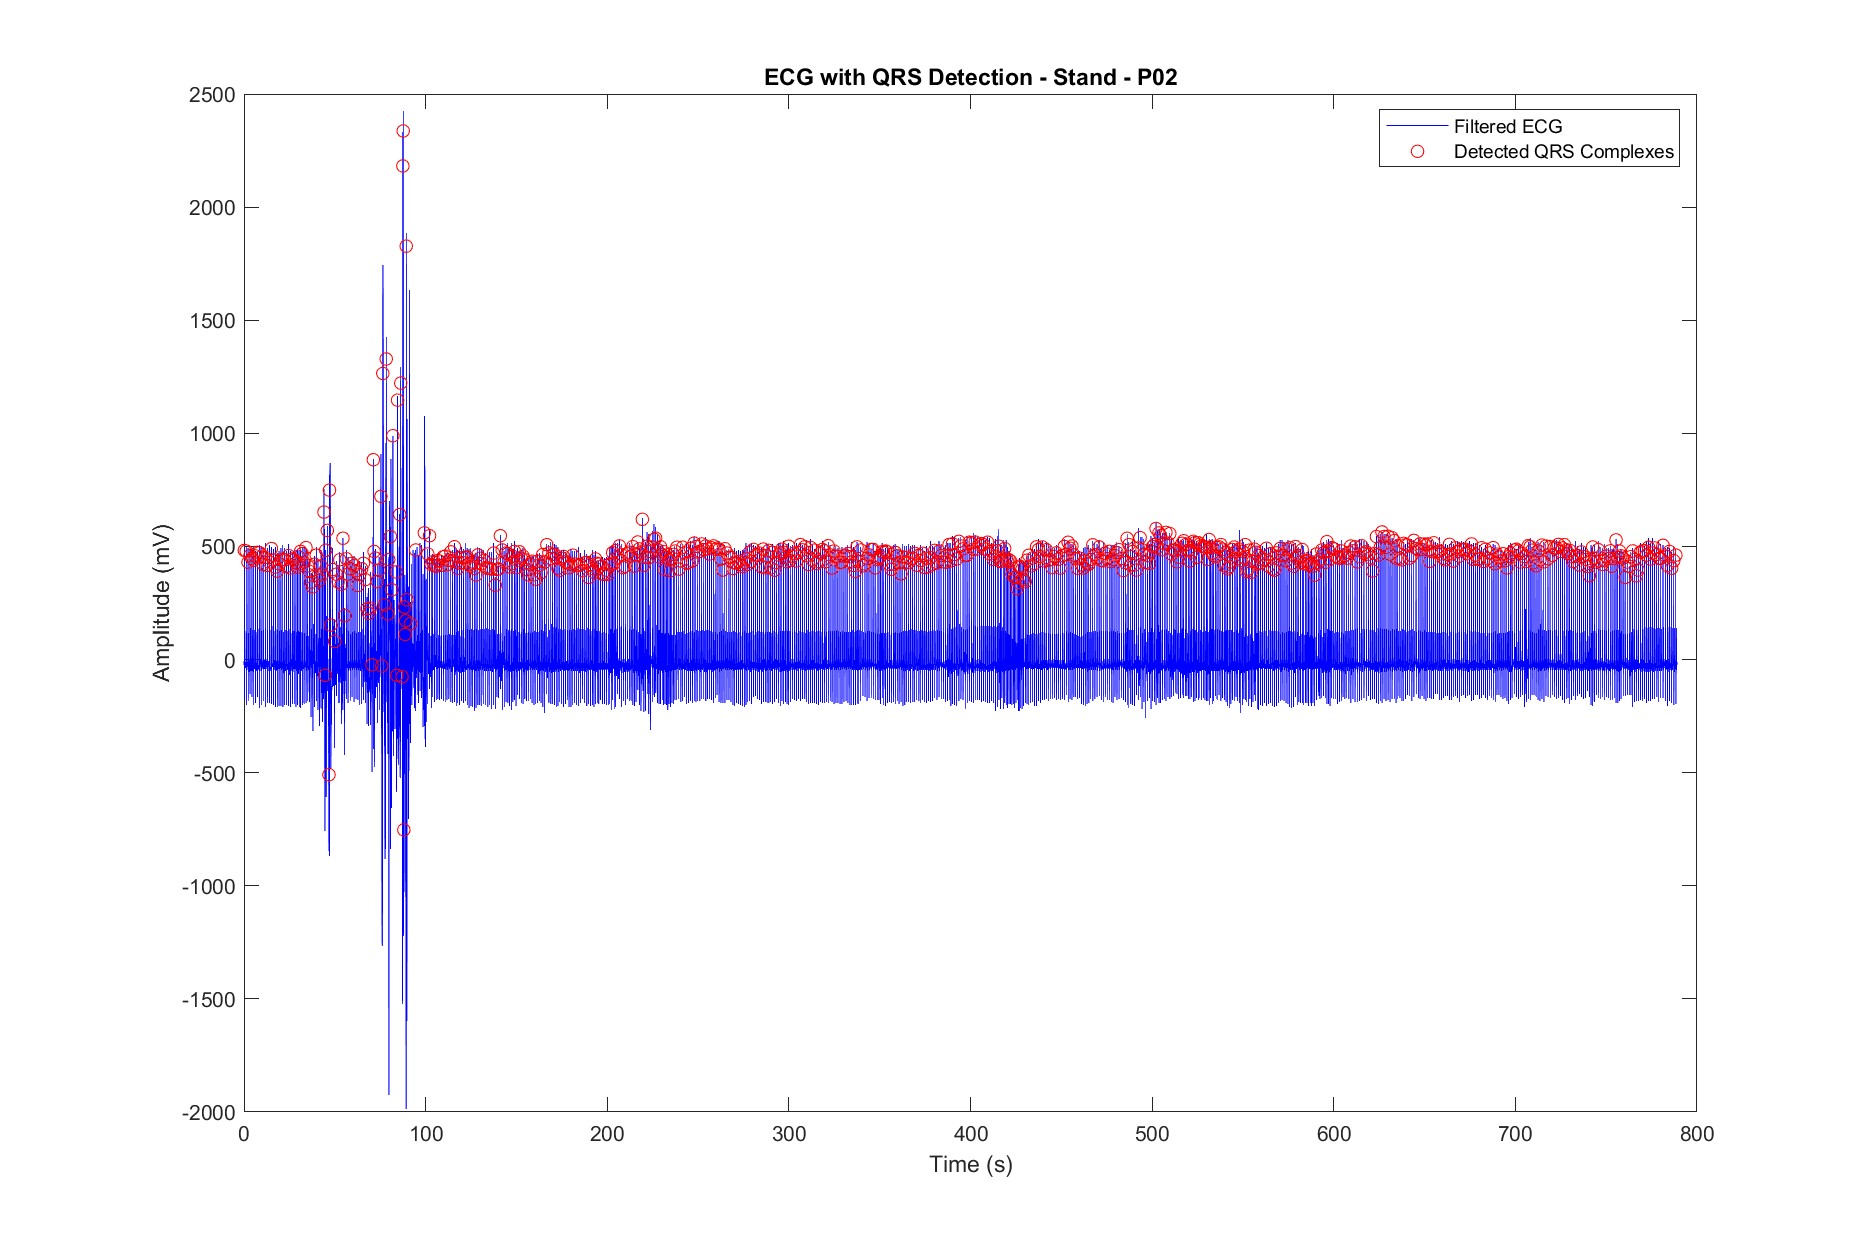 ECG with QRS Detection - Stand - P02
Filtered ECG
Detected QRS Complexes
Amplitude (mV)
2500
2000
1500
1000
500
0
-500
-1000
-1500
-2000
0 100 200 300 400 500 600 700 800
Time (s)